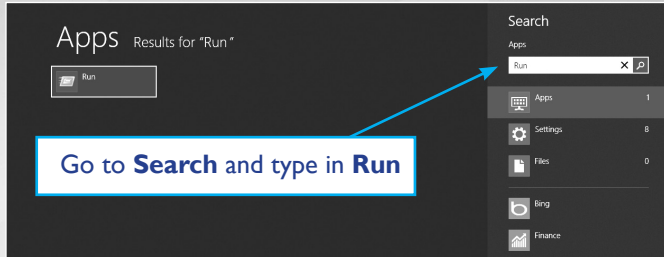 Apps Results for "Run"
Run
Go to Search and type in Run
Search
Apps
Run
Apps 1
Settings 8
Files 0
Bing
Finance